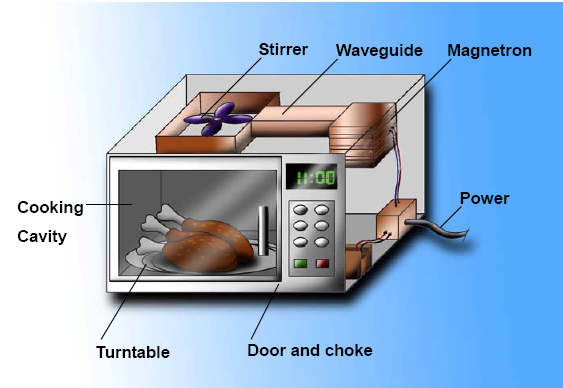 Stirrer
Waveguide
Magnetron
11:00
Power
Cooking
Cavity
Turntable
Door and choke